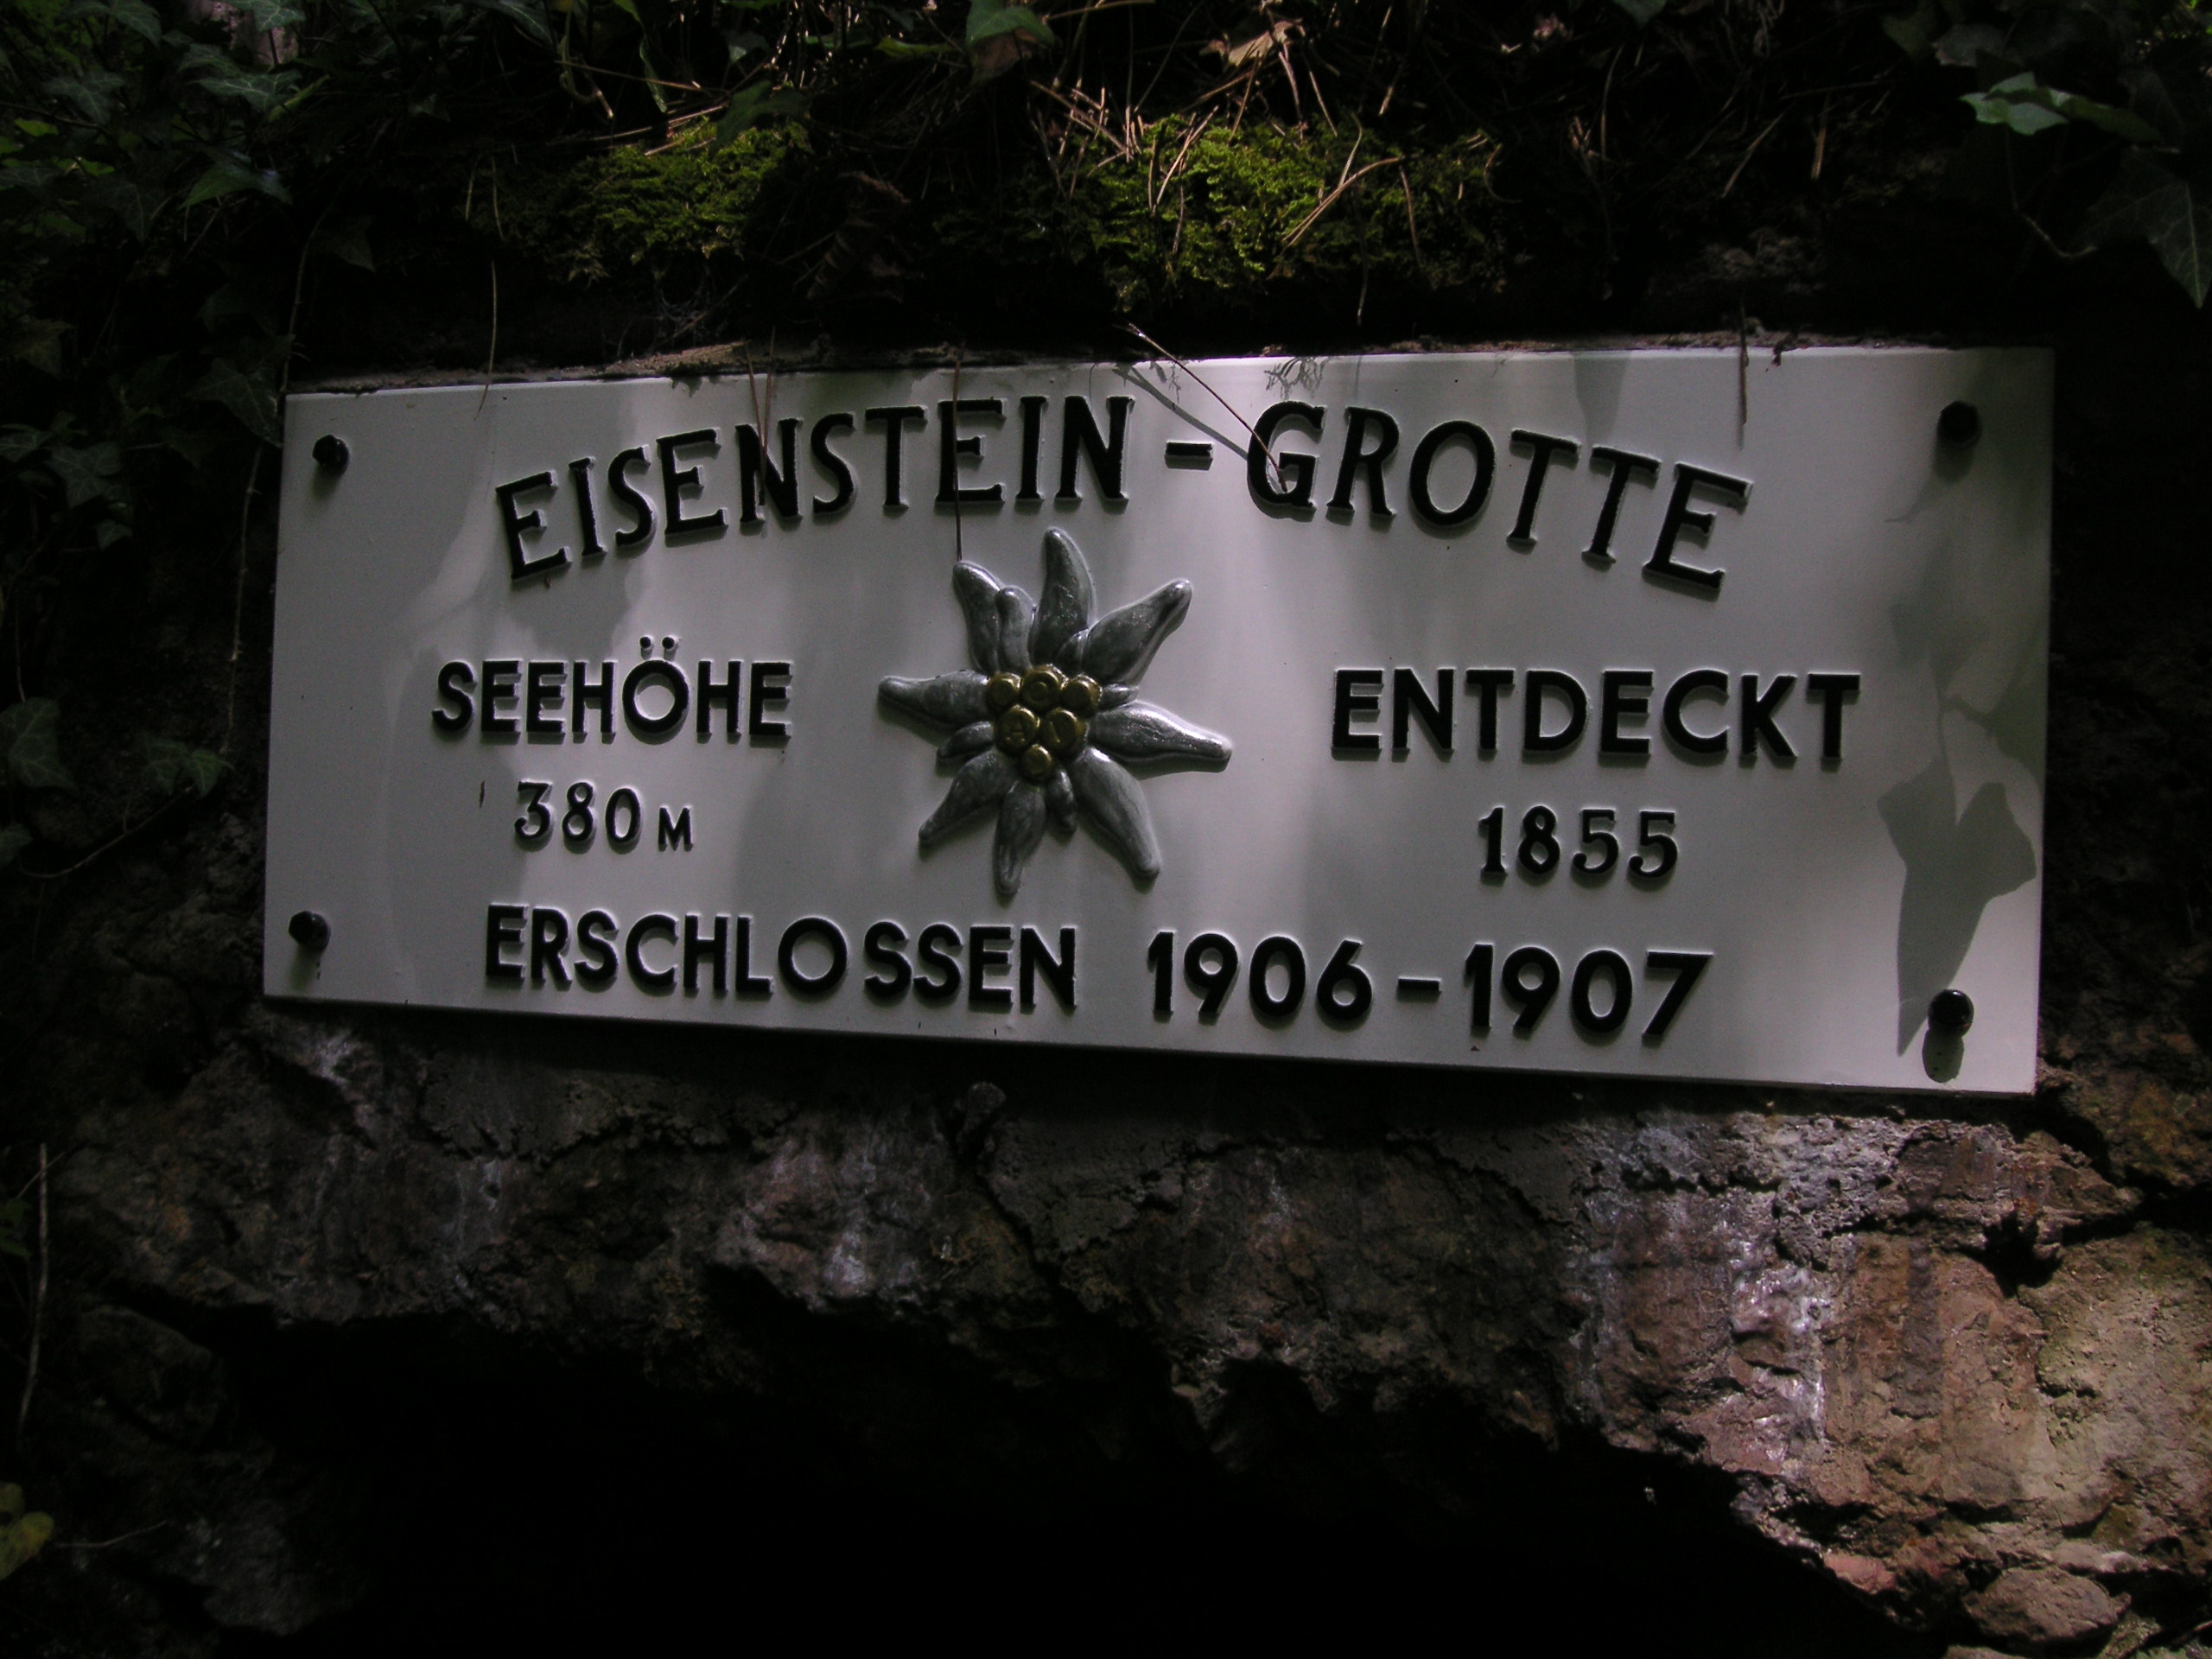 EISENSTEIN - GROTTE
SEEHÖHE
380 M
ENTDECKT
1855
ERSCHLOSSEN 1906 - 1907